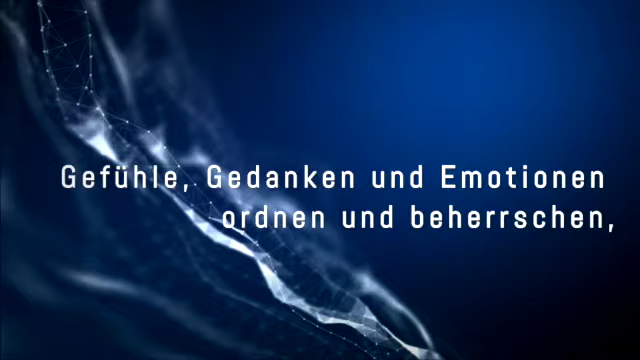 Gefühle, Gedanken und Emotionen
ordnen und beherrschen,